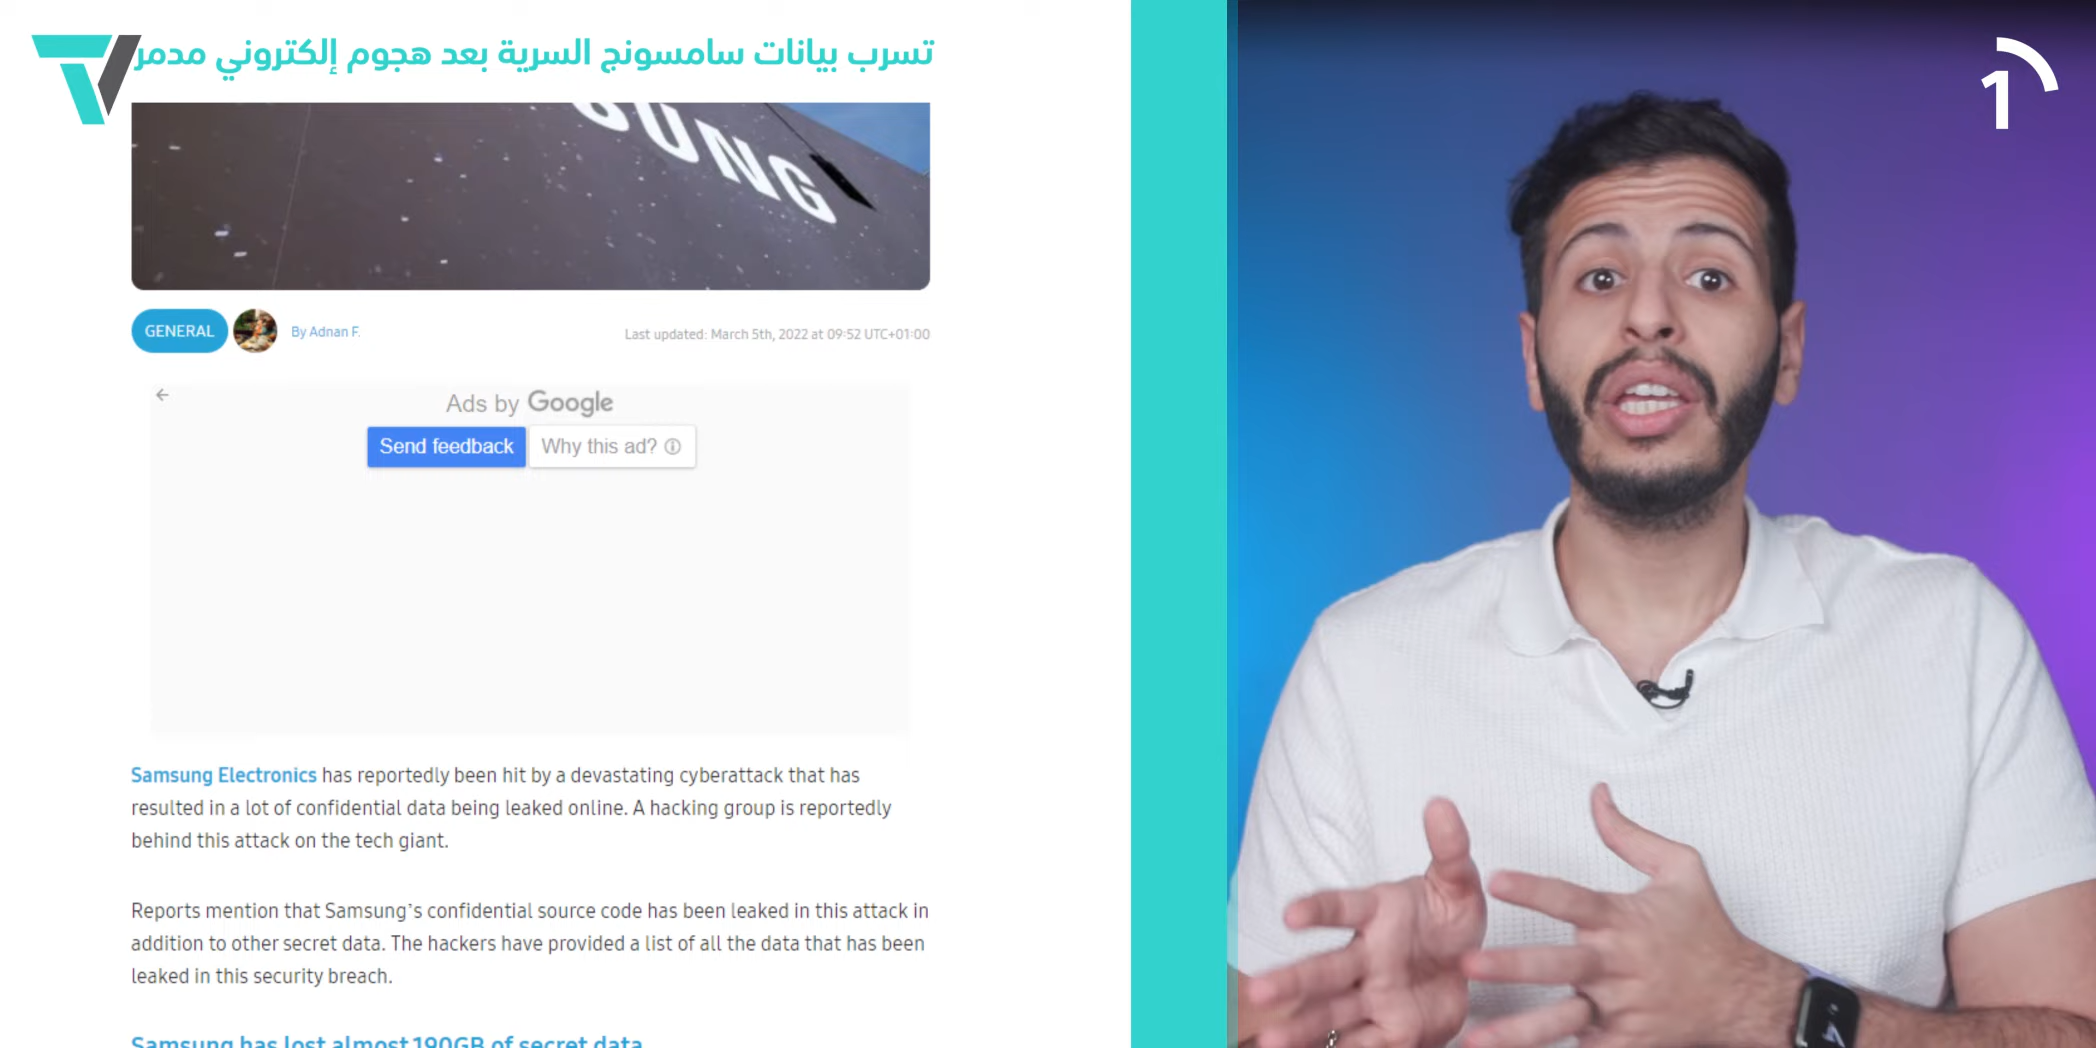 تسرب بيانات سامسونج السرية بعد هجوم إلكتروني مدمر
SUNG
GENERAL
By Adnan F.
Last updated: March 5th, 2022 at 09:52 UTC+01:00
Ads by Google
Send feedback
Why this ad?
Samsung Electronics has reportedly been hit by a devastating cyberattack that has
resulted in a lot of confidential data being leaked online. A hacking group is reportedly
behind this attack on the tech giant.
Reports mention that Samsung's confidential source code has been leaked in this attack in
addition to other secret data. The hackers have provided a list of all the data that has been
leaked in this security breach.
Samsung has lost almost 190GB of secret data
1